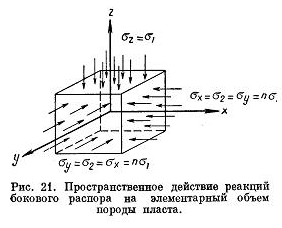 z
σz=σ1
σx=σ2=σy=nσ1
x
y
σy=σ2=σx=nσ1
Рис. 21. Пространственное действие реакций
бокового распора на элементарный объем
породы пласта.